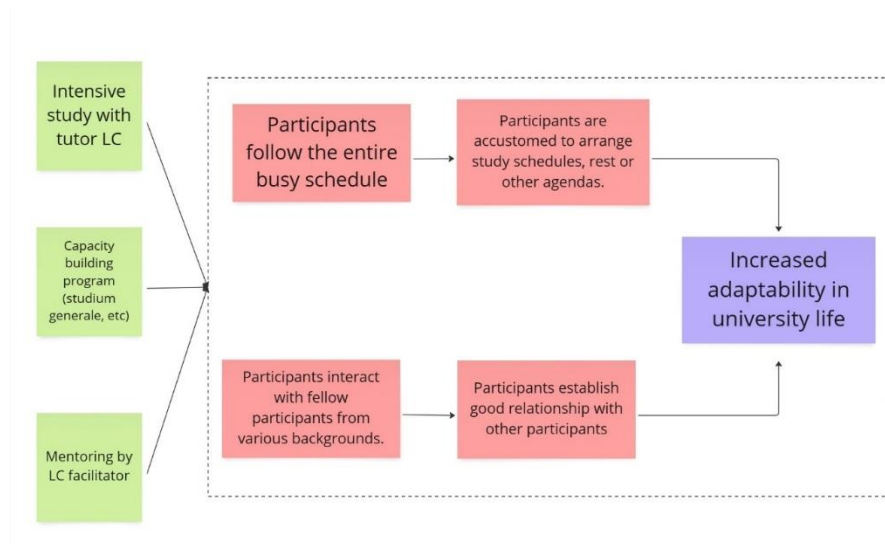 Intensive
study with
tutor LC
Capacity
building
program
(studium
generale, etc)
Mentoring by
LC facilitator
Participants
follow the entire
busy schedule
Participants are
accustomed to arrange
study schedules, rest or
other agendas.
Participants interact
with fellow
participants from
various backgrounds.
Participants establish
good relationship with
other participants
Increased
adaptability in
university life